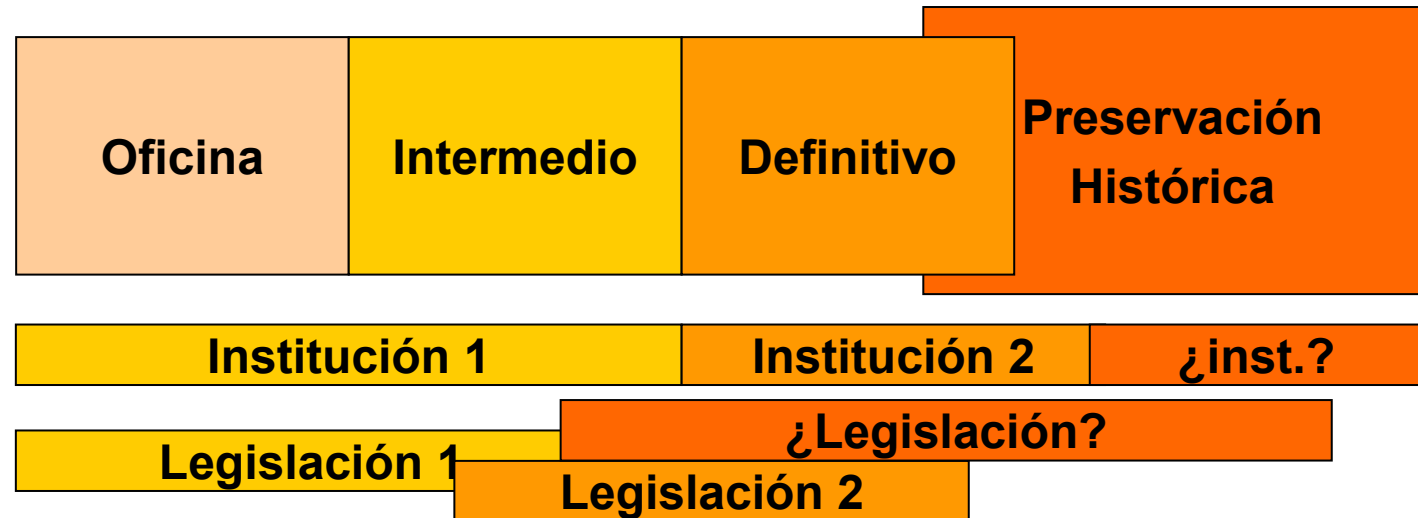 Oficina
Intermedio
Definitivo
Preservación
Histórica
Institución 1
Institución 2
¿inst.?
¿Legislación?
Legislación 1
Legislación 2